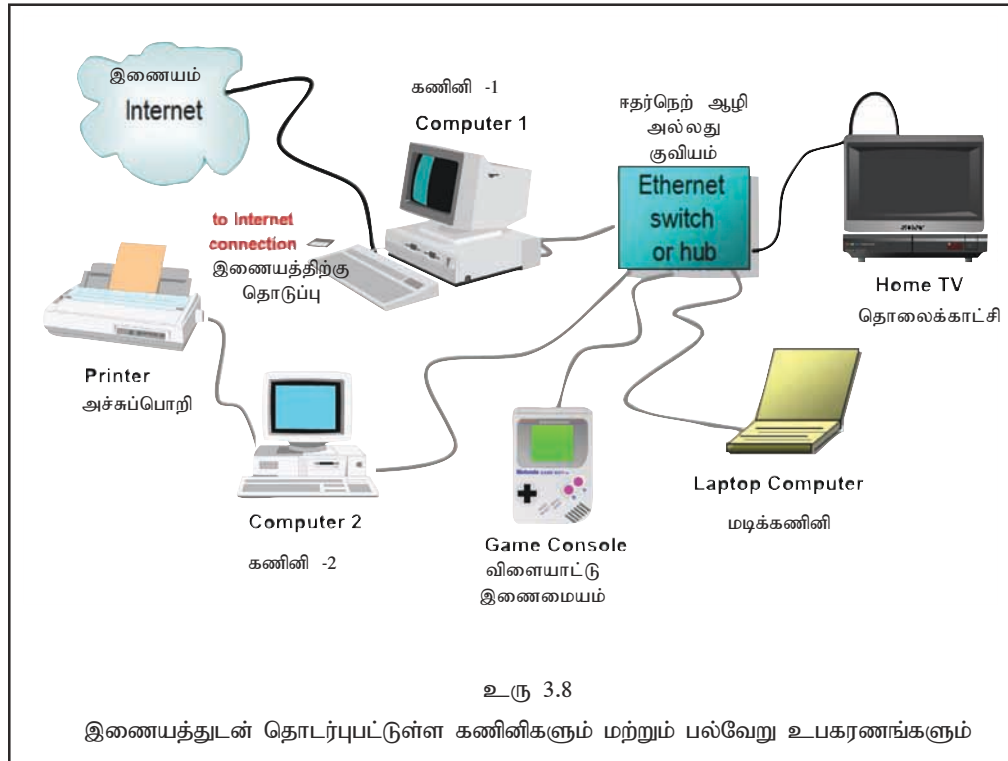 இணையம்
Internet
கணினி -1
Computer 1
ஈதர்நெற் ஆழி
அல்லது
குவியம்
Ethernet
switch
or hub
to Internet
connection
இணையத்திற்கு
தொடுப்பு
Home TV
தொலைக்காட்சி
Printer
அச்சுப்பொறி
Computer 2
கணினி -2
Game Console
விளையாட்டு
இணைமையம்
Laptop Computer
மடிக்கணினி
உரு 3.8
இணையத்துடன் தொடர்புபட்டுள்ள கணினிகளும் மற்றும் பல்வேறு உபகரணங்களும்